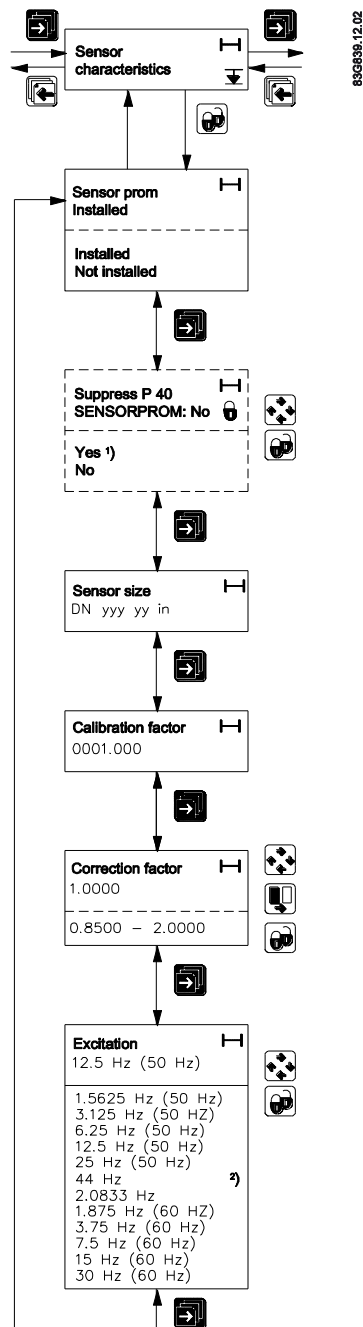 83G839.12.02
Sensor
characteristics
Sensor prom
Installed
Installed
Not installed
Suppress P 40
SENSORPROM: No
Yes ¹)
No
Sensor size
DN yyy yy in
Calibration factor
0001.000
Correction factor
1.0000
0.8500 – 2.0000
Excitation
12.5 Hz (50 Hz)
1.5625 Hz (50 Hz)
3.125 Hz (50 HZ)
6.25 Hz (50 Hz)
12.5 Hz (50 Hz)
25 Hz (50 Hz)
44 Hz ²)
2.0833 Hz
1.875 Hz (60 HZ)
3.75 Hz (60 Hz)
7.5 Hz (60 Hz)
15 Hz (60 Hz)
30 Hz (60 Hz)